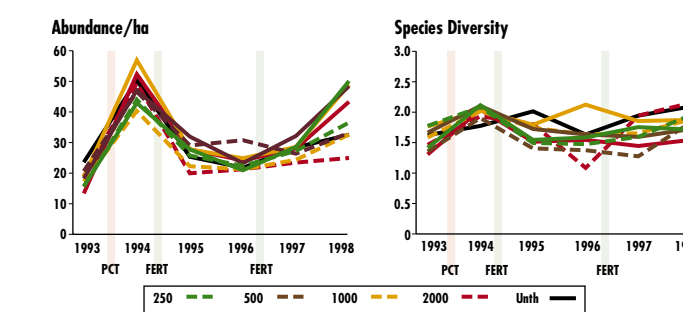 Abundance/ha
60
50
40
30
20
10
0
1993 1994 1995 1996 1997 1998
PCT FERT FERT
Species Diversity
3.0
2.5
2.0
1.5
1.0
0.5
0
1993 1994 1995 1996 1997
PCT FERT FERT
250 500 1000 2000 Unth